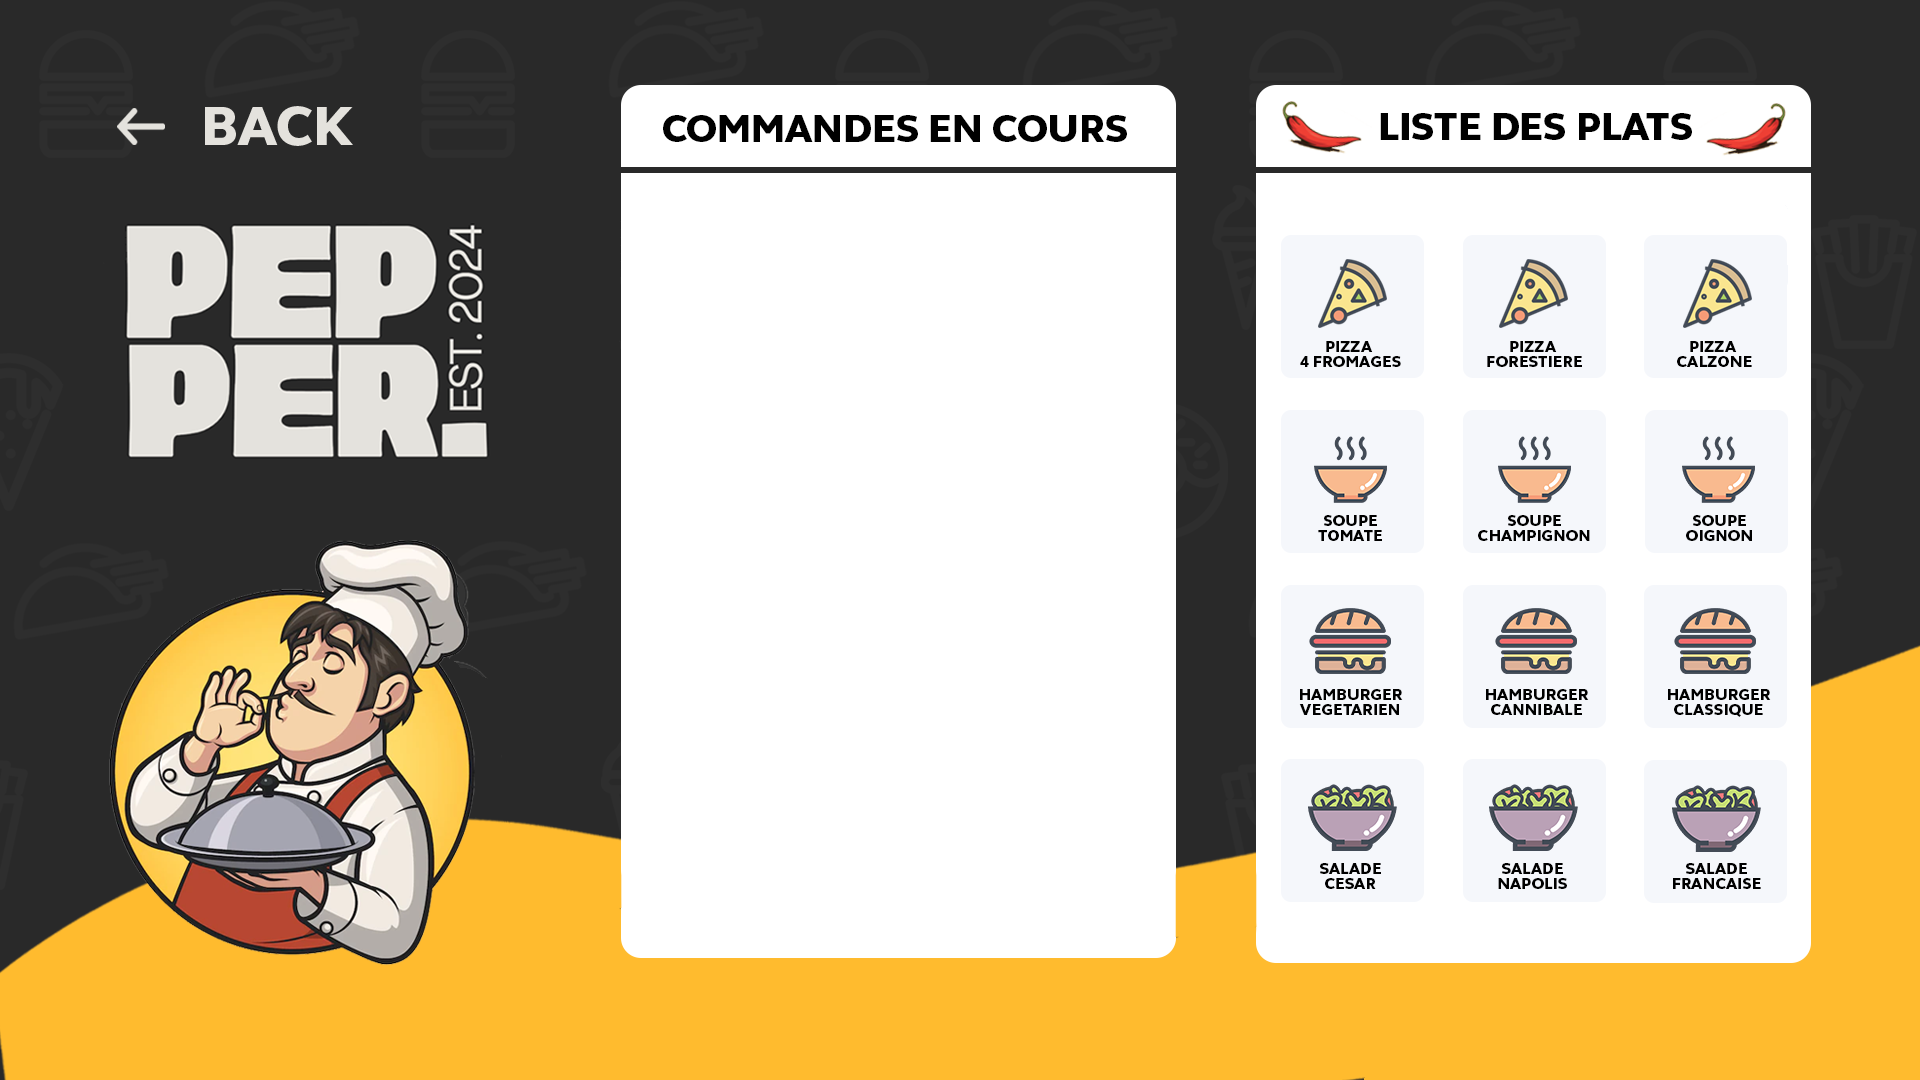 BACK
PEP
PER.
EST. 2024
COMMANDES EN COURS
LISTE DES PLATS
PIZZA
4 FROMAGES
PIZZA
FORESTIERE
PIZZA
CALZONE
SOUPE
TOMATE
SOUPE
CHAMPIGNON
SOUPE
OIGNON
HAMBURGER
VEGETARIEN
HAMBURGER
CANNIBALE
HAMBURGER
CLASSIQUE
SALADE
CESAR
SALADE
NAPOLIS
SALADE
FRANCAISE